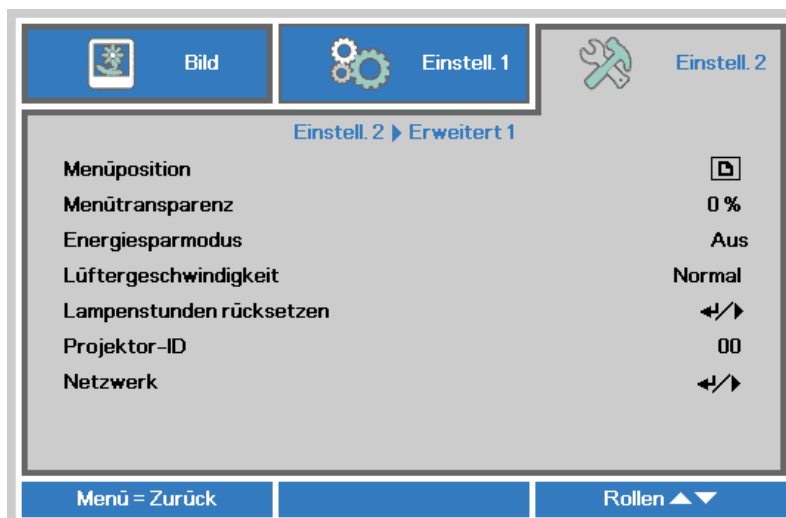 Bild
Einstell. 1
Einstell. 2
Einstell. 2 ▶ Erweitert 1
Menüposition
Menütransparenz 0 %
Energiesparmodus Aus
Lüftergeschwindigkeit Normal
Lampenstunden rücksetzen ↵/▶
Projektor-ID 00
Netzwerk ↵/▶
Menü = Zurück
Rollen ▲▼